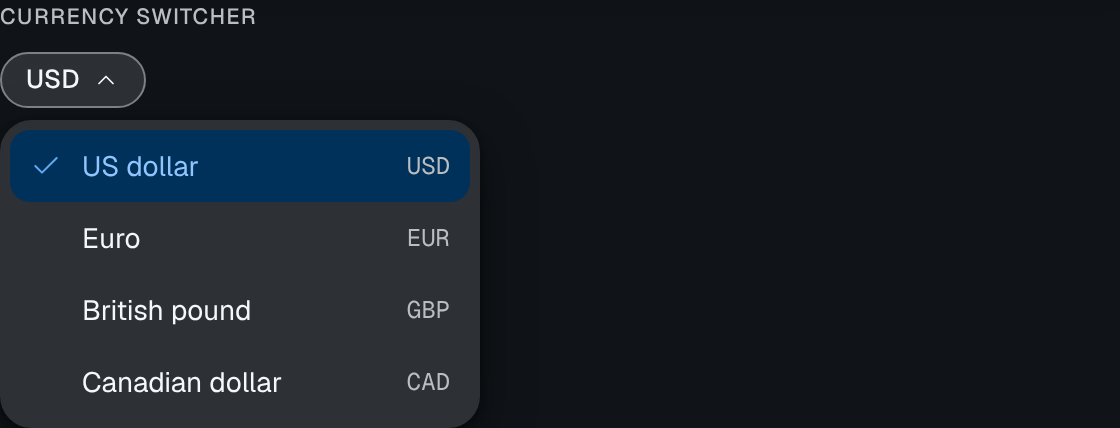 CURRENCY SWITCHER
USD
US dollar USD
Euro EUR
British pound GBP
Canadian dollar CAD